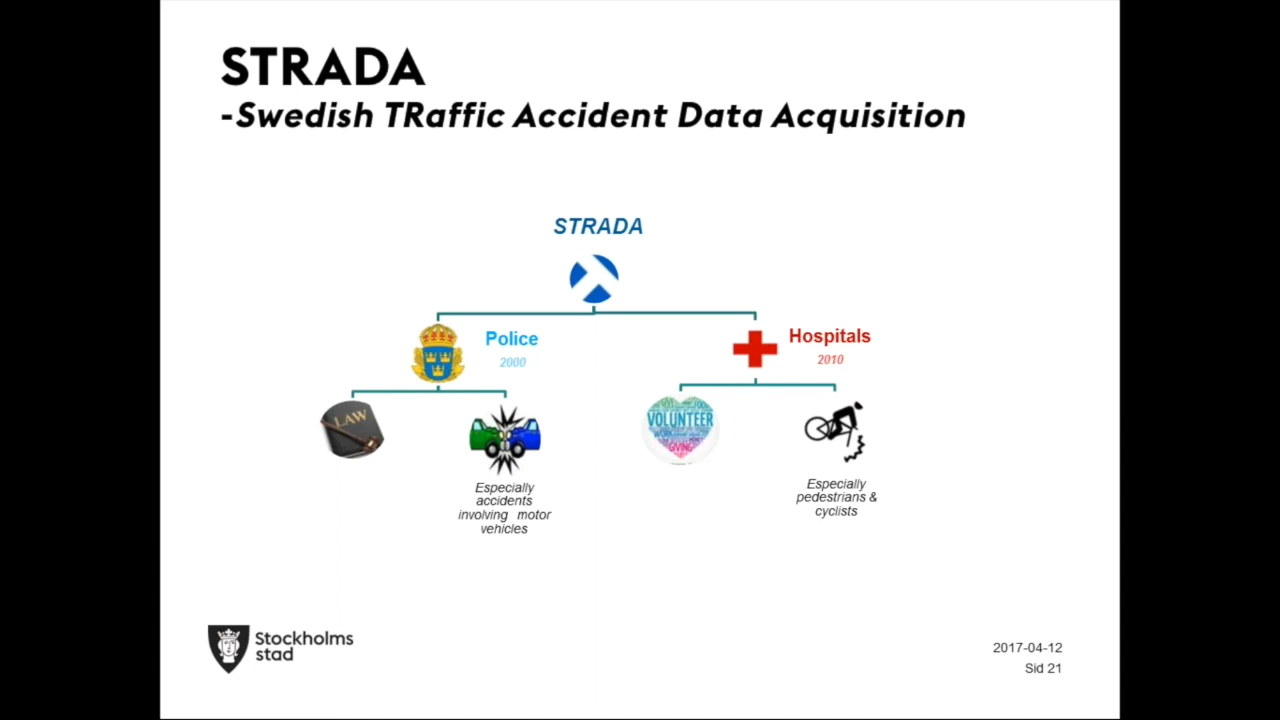 STRADA
-Swedish TRaffic Accident Data Acquisition
STRADA
Police
2000
Hospitals
2010
LAW
VOLUNTEER
GIVING
Especially
accidents
involving motor
vehicles
Especially
pedestrians &
cyclists
Stockholms
stad
2017-04-12
Sid 21